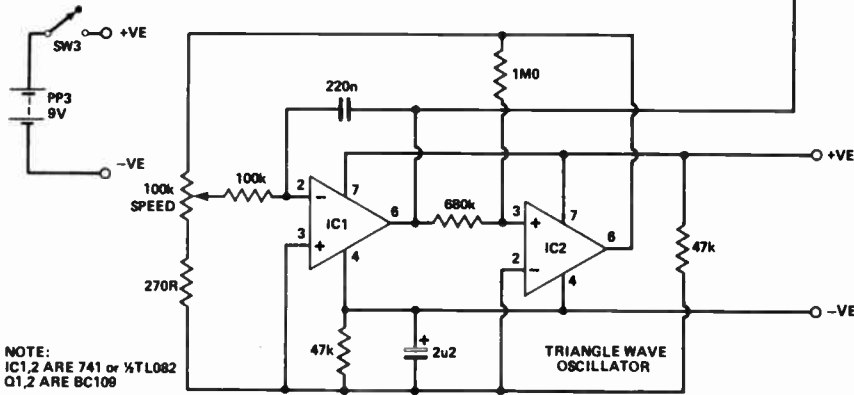 +VE
SW3
PP3
9V
-VE
1M0
220n
+VE
100k
SPEED
100k
2
-
7
680k
3
+
7
IC1
6
6
47k
3
+
4
IC2
2
-
4
270R
-VE
47k
+
2u2
TRIANGLE WAVE
OSCILLATOR
NOTE:
IC1,2 ARE 741 or ½TL082
Q1,2 ARE BC109